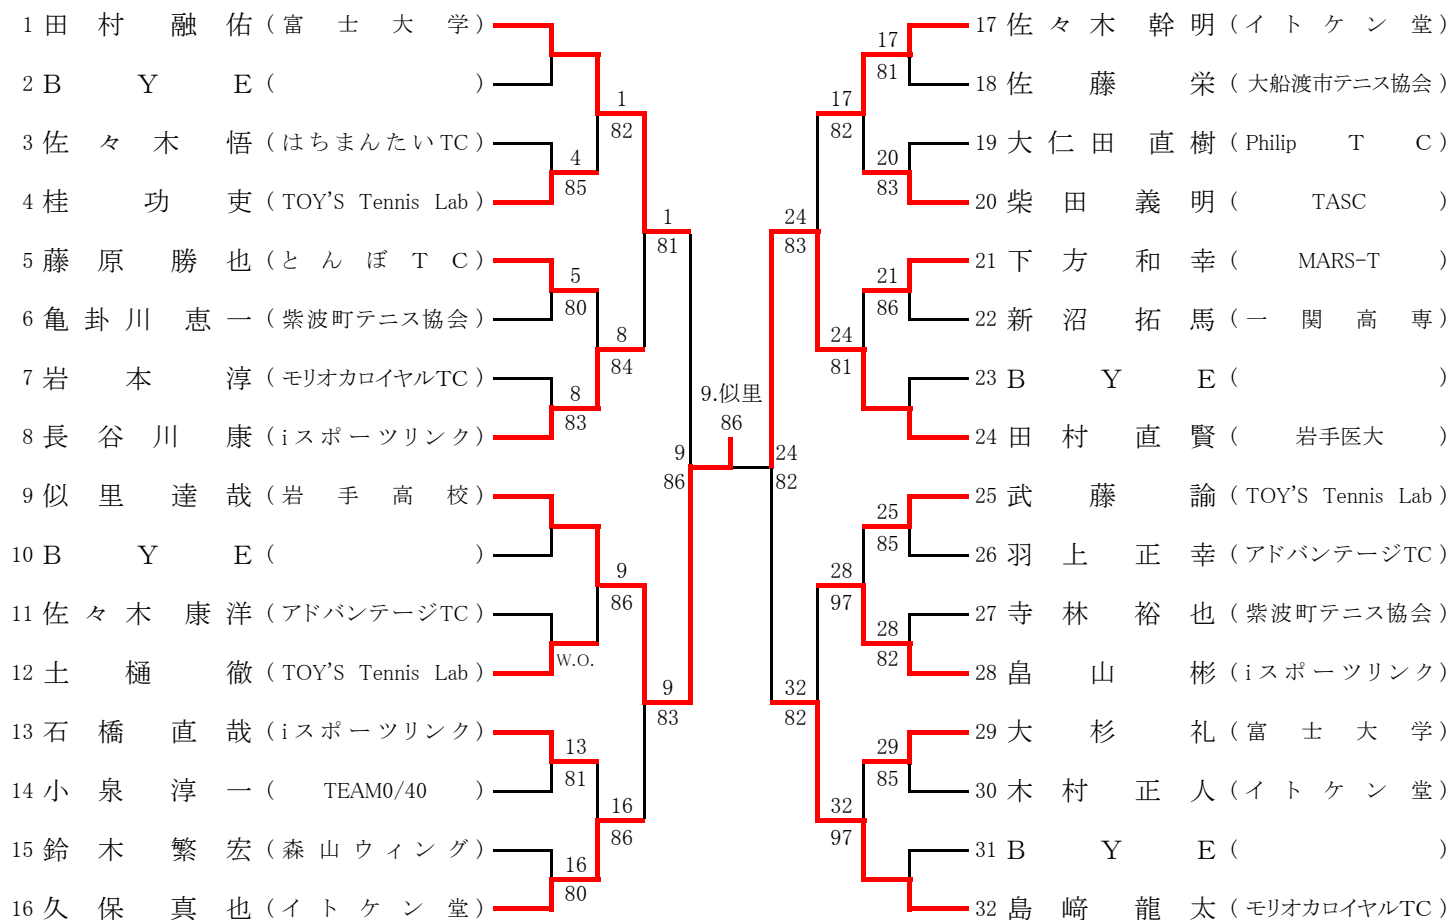 1 田村 融佑 (富士大学)
2 BYE ( )
3 佐々木 悟 (はちまんたいTC)
4 桂 功吏 (TOY'S Tennis Lab)
5 藤原 勝也 (とんぼTC)
6 亀卦川 恵一 (紫波町テニス協会)
7 岩本 淳 (モリオカロイヤルTC)
8 長谷川 康 (iスポーツリンク)
9 似里 達哉 (岩手高校)
10 BYE ( )
11 佐々木 康洋 (アドバンテージTC)
12 土樋 徹 (TOY'S Tennis Lab)
13 石橋 直哉 (iスポーツリンク)
14 小泉 淳一 (TEAM0/40)
15 鈴木 繁宏 (森山ウィング)
16 久保 真也 (イトケン堂)
4
85
5
80
8
83
W.O.
13
81
16
80
1
82
8
84
9
86
16
86
1
81
9
83
9
86
9.似里
86
24
82
24
83
32
82
17
82
24
81
28
97
32
97
17
81
20
83
21
86
25
85
28
82
29
85
17 佐々木 幹明 (イトケン堂)
18 佐藤 栄 (大船渡市テニス協会)
19 大仁田 直樹 (Philip TC)
20 柴田 義明 (TASC)
21 下方 和幸 (MARS-T)
22 新沼 拓馬 (一関高専)
23 BYE ( )
24 田村 直賢 (岩手医大)
25 武藤 諭 (TOY'S Tennis Lab)
26 羽上 正幸 (アドバンテージTC)
27 寺林 裕也 (紫波町テニス協会)
28 畠山 彬 (iスポーツリンク)
29 大杉 礼 (富士大学)
30 木村 正人 (イトケン堂)
31 BYE ( )
32 島﨑 龍太 (モリオカロイヤルTC)